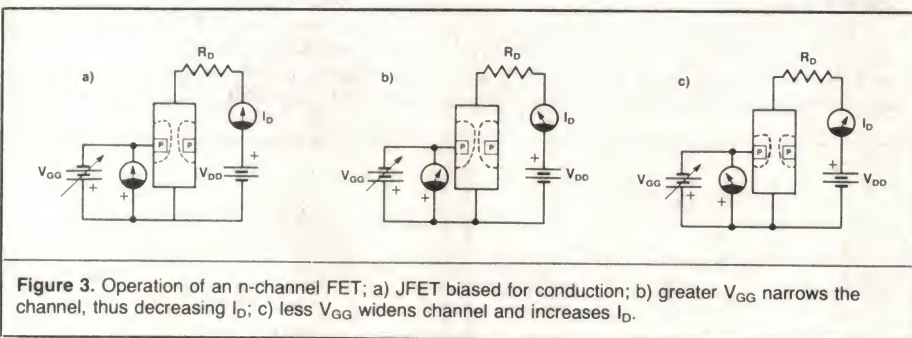 a)
R_D
I_D
P P
V_GG
+
+
V_DD
+
b)
R_D
I_D
P P
V_GG
+
+
V_DD
+
c)
R_D
I_D
P P
V_GG
+
+
V_DD
+
Figure 3. Operation of an n-channel FET; a) JFET biased for conduction; b) greater V_GG narrows the
channel, thus decreasing I_D; c) less V_GG widens channel and increases I_D.